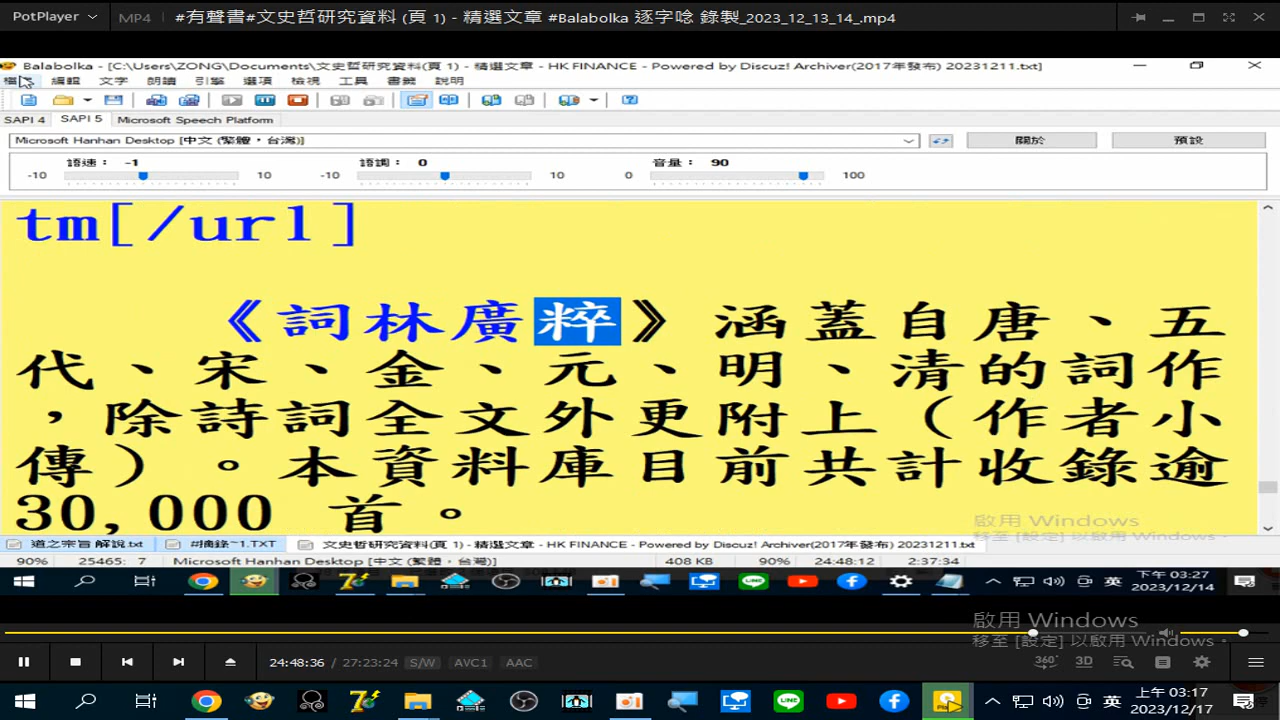 PotPlayer MP4 #有聲書#文史哲研究資料 (頁 1) - 精選文章 #Balabolka 逐字唸 錄製_2023_12_13_14_.mp4
Balabolka - [C:\Users\ZONG\Documents\文史哲研究資料(頁 1) - 精選文章 - HK FINANCE - Powered by Discuz! Archiver(2017年發布) 20231211.txt]
檔案 編輯 文字 朗讀 引擎 選項 檢視 工具 書籤 說明
SAPI 4 SAPI 5 Microsoft Speech Platform
Microsoft Hanhan Desktop [中文 (繁體，台灣)] 關於 預設
語速： -1 語調： 0 音量： 90
-10 10 -10 10 0 100
tm[/url]
《詞林廣粹》 涵蓋自唐、五
代、宋、金、元、明、清的詞作
，除詩詞全文外更附上（作者小
傳）。本資料庫目前共計收錄逾
30,000 首。
啟用 Windows
移至 [設定] 以啟用 Windows。
道之宗旨 解說.txt #摘錄~1.TXT 文史哲研究資料(頁 1) - 精選文章 - HK FINANCE - Powered by Discuz! Archiver(2017年發布) 20231211.txt
90% 25465: 7 Microsoft Hanhan Desktop [中文 (繁體，台灣)] 408 KB 90% 24:48:12 2:37:34
英 下午 03:27
2023/12/14
啟用 Windows
移至 [設定] 以啟用 Windows。
24:48:36 / 27:23:24 S/W AVC1 AAC 360° 3D
英 上午 03:17
2023/12/17